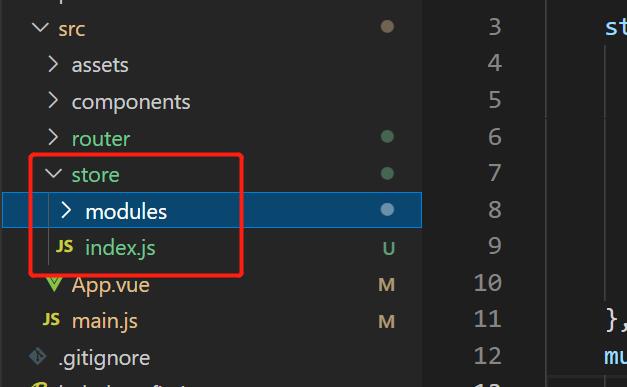 src
assets
components
router
store
modules
JS index.js U
App.vue M
JS main.js M
.gitignore
3 st
4
5
6
7
8
9
10
11 },
12 mu